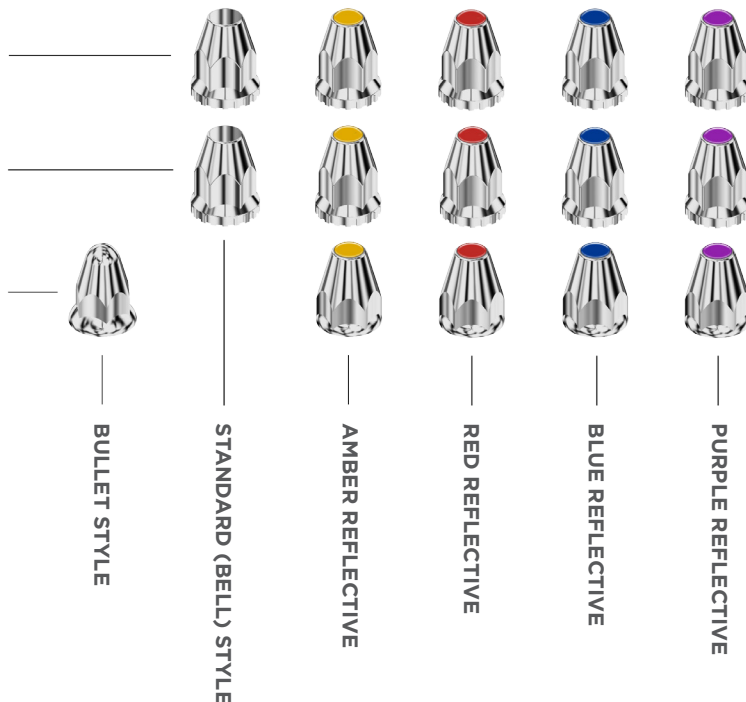 BULLET STYLE
STANDARD (BELL) STYLE
AMBER REFLECTIVE
RED REFLECTIVE
BLUE REFLECTIVE
PURPLE REFLECTIVE